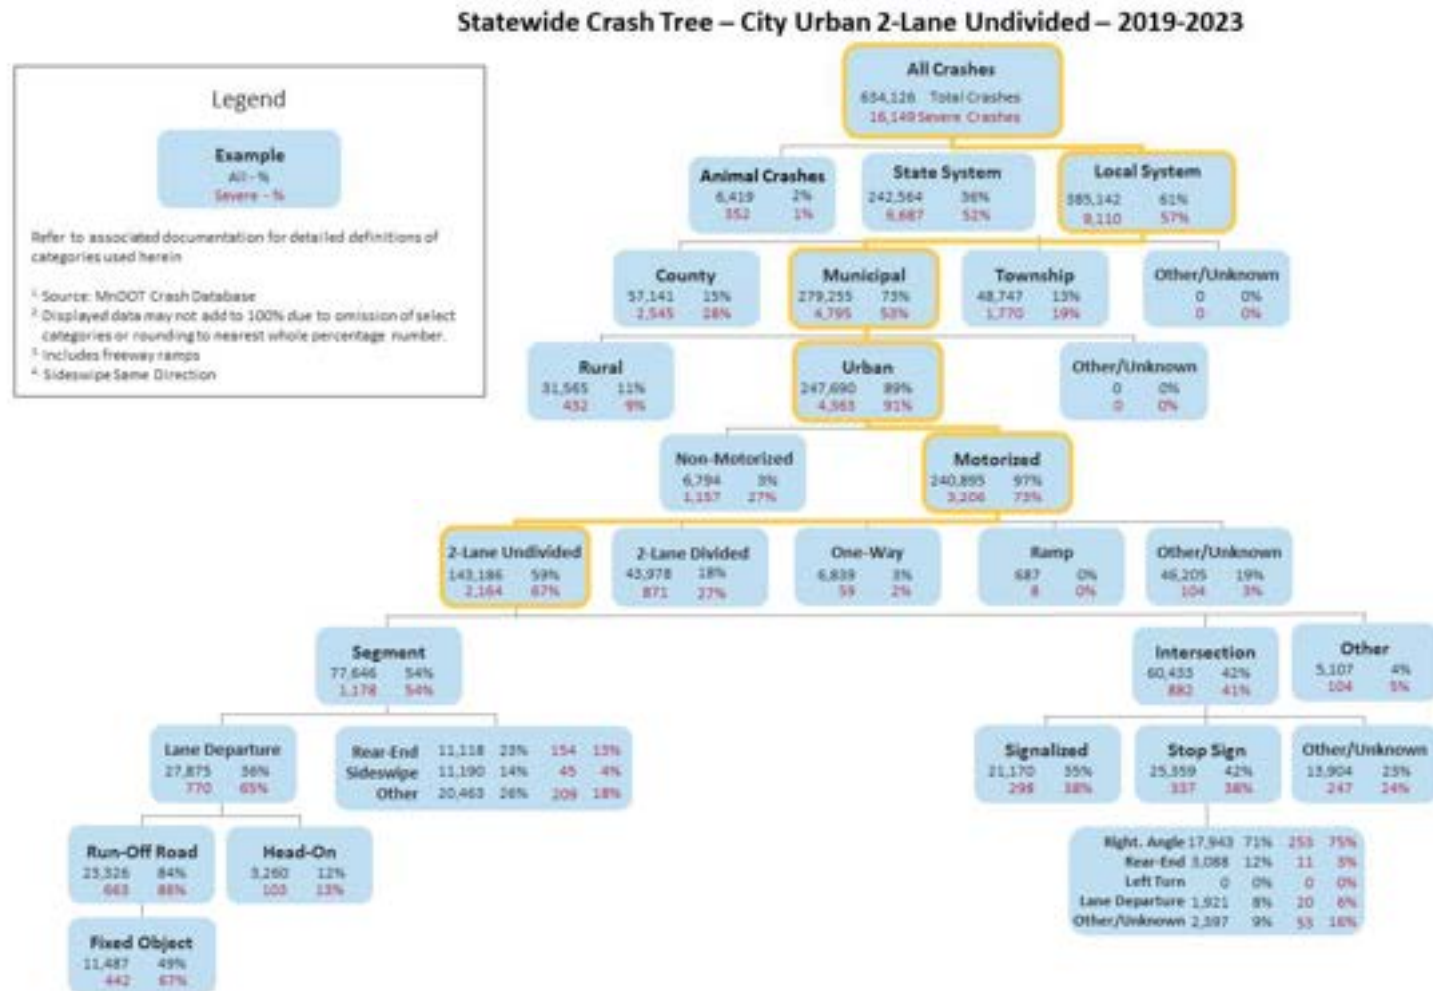 Statewide Crash Tree – City Urban 2-Lane Undivided – 2019-2023
Legend
Example
All - %
Severe - %
Refer to associated documentation for detailed definitions of
categories used herein
1. Source: MnDOT Crash Database
2. Displayed data may not add to 100% due to omission of select
categories or rounding to nearest whole percentage number.
3. Includes freeway ramps
4. Sideswipe Same Direction
All Crashes
634,126 Total Crashes
16,149 Severe Crashes
Animal Crashes
6,419 2%
352 1%
State System
242,564 36%
6,687 52%
Local System
385,142 61%
9,110 57%
County
57,141 15%
2,545 28%
Municipal
279,255 73%
4,795 53%
Township
48,747 13%
1,770 19%
Other/Unknown
0 0%
0 0%
Rural
31,565 11%
432 9%
Urban
247,690 89%
4,363 91%
Other/Unknown
0 0%
0 0%
Non-Motorized
6,794 3%
1,157 27%
Motorized
240,895 97%
3,206 73%
2-Lane Undivided
143,186 59%
2,164 67%
2-Lane Divided
43,978 18%
871 27%
One-Way
6,839 3%
59 2%
Ramp
687 0%
8 0%
Other/Unknown
46,205 19%
104 3%
Segment
77,646 54%
1,178 54%
Intersection
60,433 42%
882 41%
Other
5,107 4%
104 5%
Lane Departure
27,875 36%
770 65%
Rear-End 11,118 23% 154 13%
Sideswipe 11,190 14% 45 4%
Other 20,463 26% 209 18%
Signalized
21,170 35%
298 38%
Stop Sign
25,359 42%
337 38%
Other/Unknown
13,904 23%
247 24%
Run-Off Road
23,326 84%
663 86%
Head-On
3,260 12%
103 13%
Right. Angle 17,943 71% 253 75%
Rear-End 3,088 12% 11 3%
Left Turn 0 0% 0 0%
Lane Departure 1,921 8% 20 6%
Other/Unknown 2,397 9% 53 16%
Fixed Object
11,487 49%
442 67%